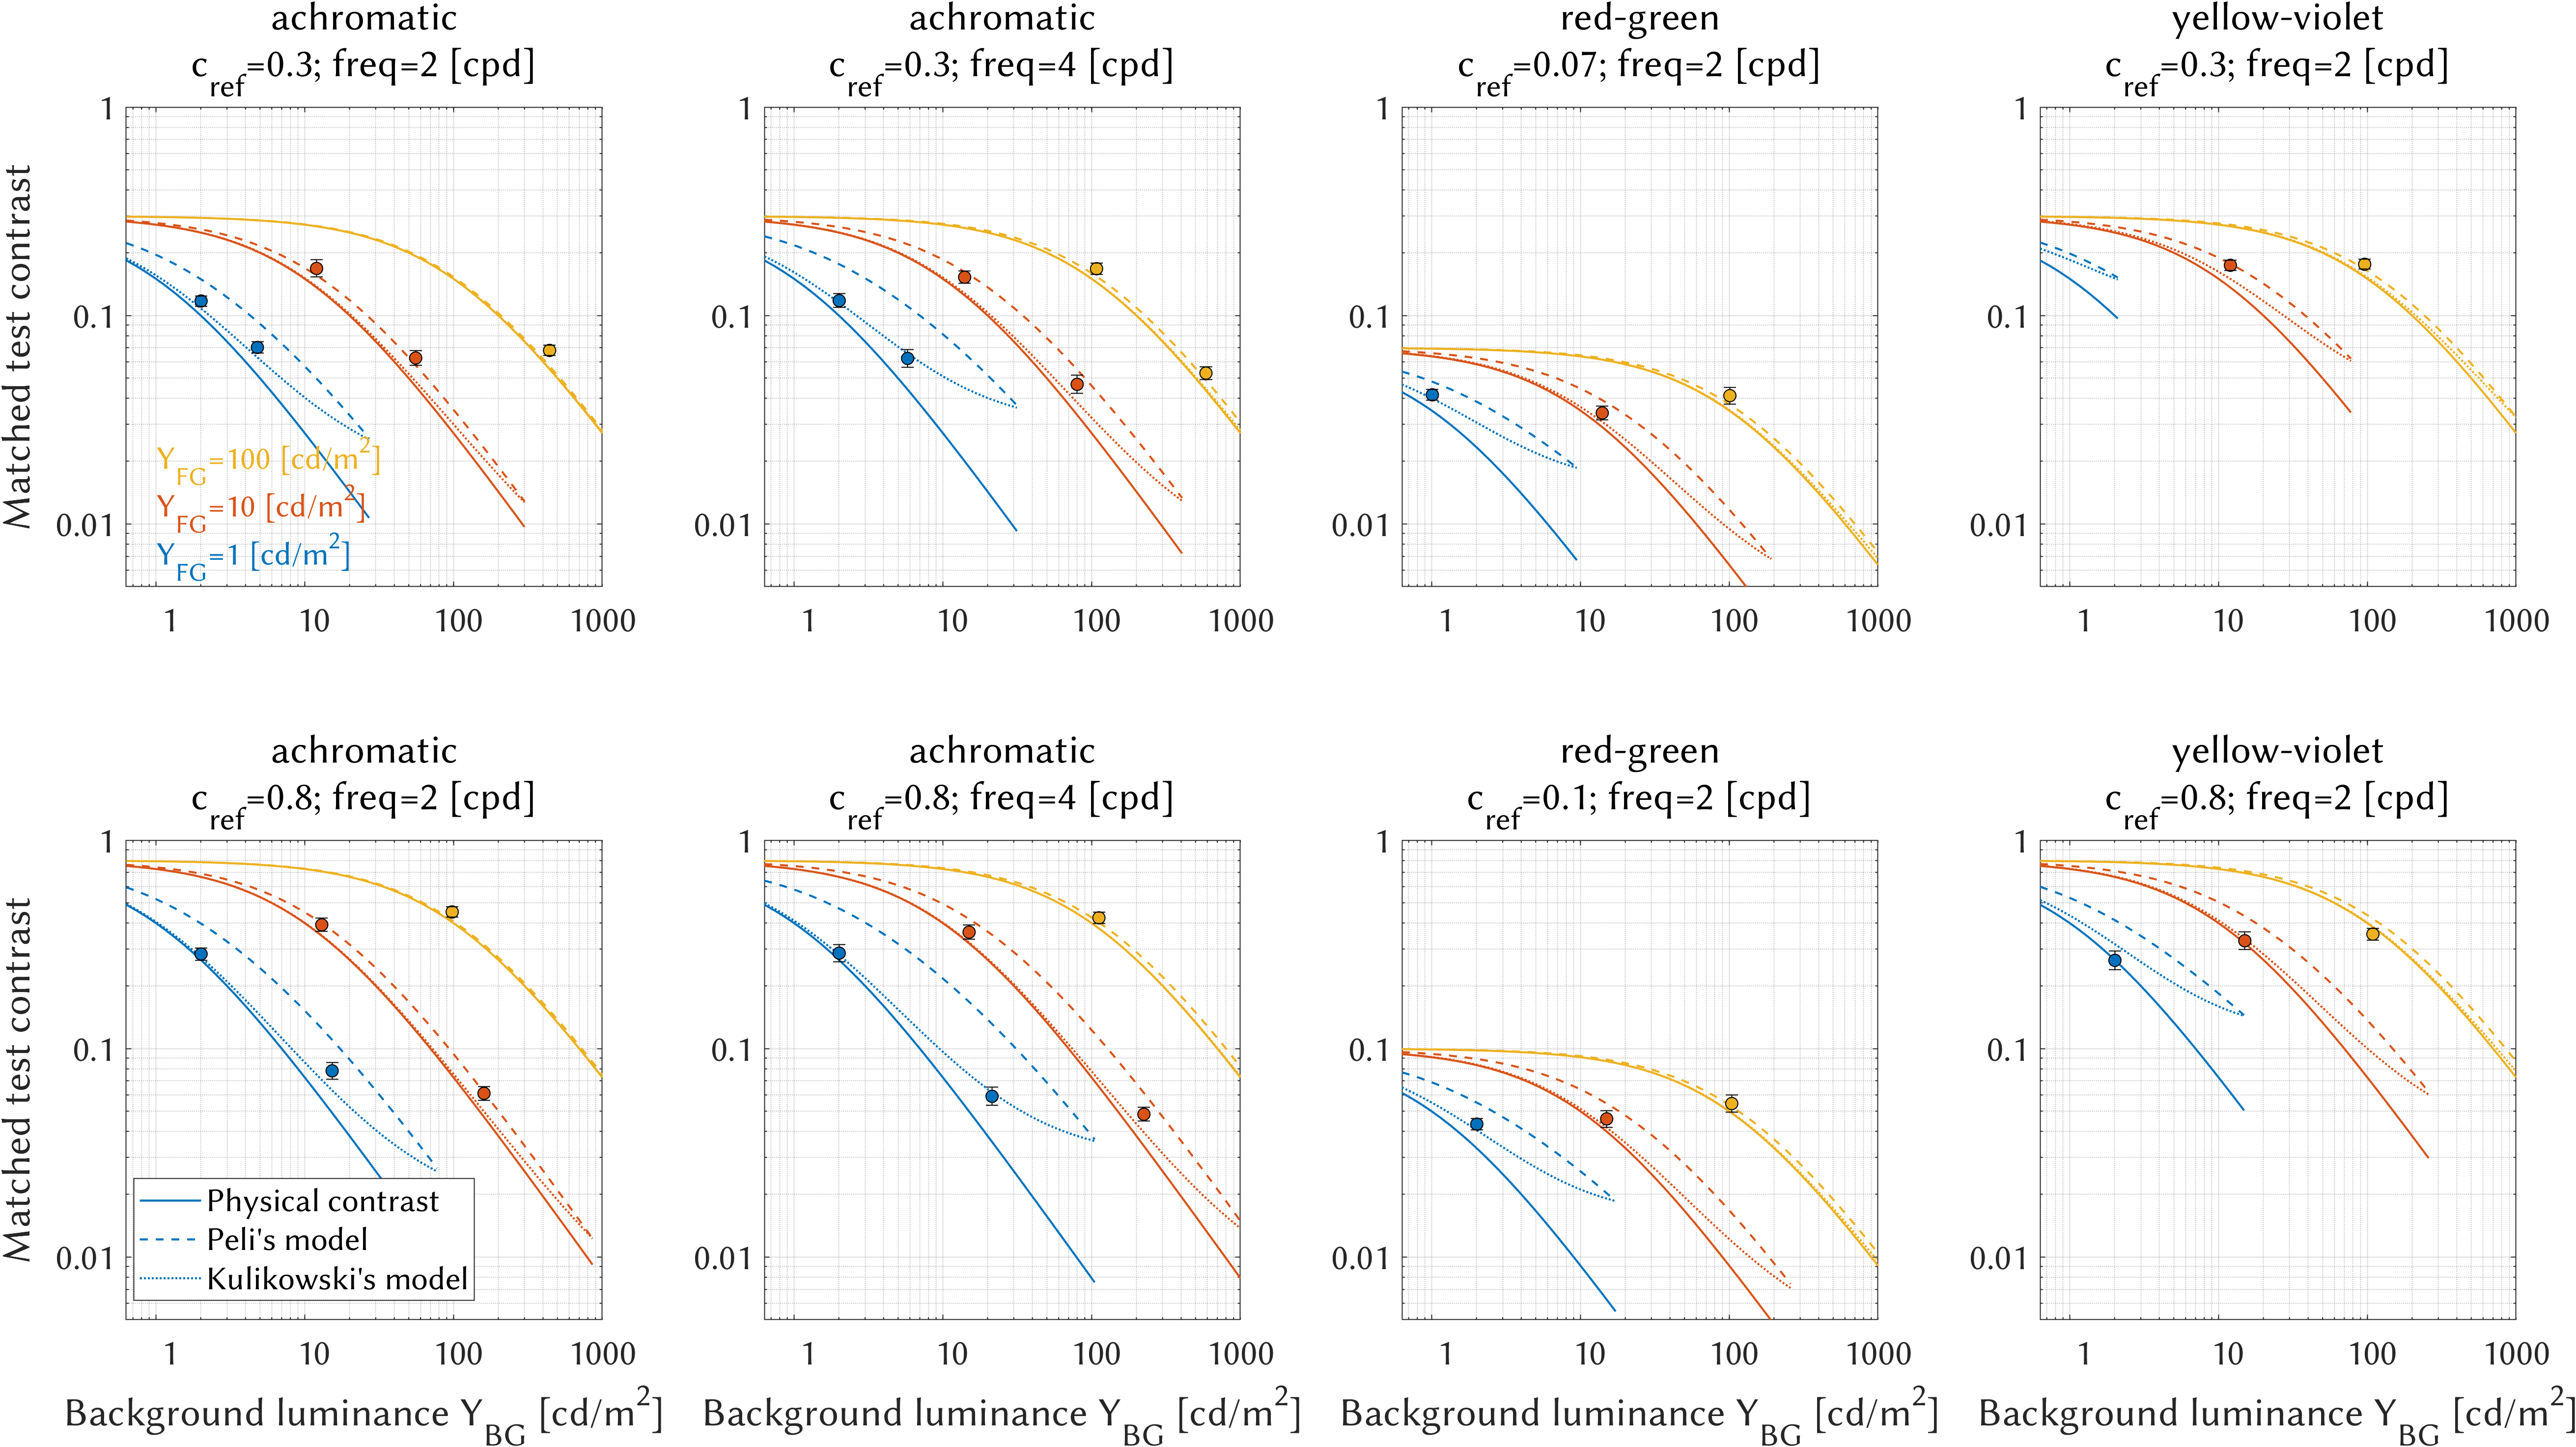 achromatic
c_ref=0.3; freq=2 [cpd]
achromatic
c_ref=0.3; freq=4 [cpd]
red-green
c_ref=0.07; freq=2 [cpd]
yellow-violet
c_ref=0.3; freq=2 [cpd]
Matched test contrast
1
0.1
0.01
Y_FG=100 [cd/m²]
Y_FG=10 [cd/m²]
Y_FG=1 [cd/m²]
1 10 100 1000
1
0.1
0.01
1 10 100 1000
1
0.1
0.01
1 10 100 1000
1
0.1
0.01
1 10 100 1000
achromatic
c_ref=0.8; freq=2 [cpd]
achromatic
c_ref=0.8; freq=4 [cpd]
red-green
c_ref=0.1; freq=2 [cpd]
yellow-violet
c_ref=0.8; freq=2 [cpd]
Matched test contrast
1
0.1
0.01
Physical contrast
Peli's model
Kulikowski's model
1 10 100 1000
Background luminance Y_BG [cd/m²]
1
0.1
0.01
1 10 100 1000
Background luminance Y_BG [cd/m²]
1
0.1
0.01
1 10 100 1000
Background luminance Y_BG [cd/m²]
1
0.1
0.01
1 10 100 1000
Background luminance Y_BG [cd/m²]